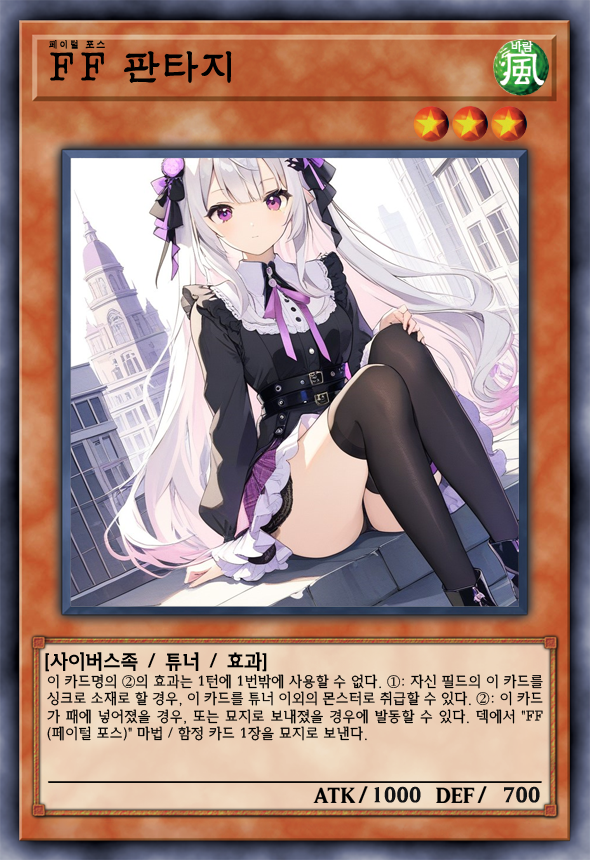 페이털 포스
FF 판타지
바람
風
[사이버스족 / 튜너 / 효과]
이 카드명의 ②의 효과는 1턴에 1번밖에 사용할 수 없다. ①: 자신 필드의 이 카드를
싱크로 소재로 할 경우, 이 카드를 튜너 이외의 몬스터로 취급할 수 있다. ②: 이 카드
가 패에 넣어졌을 경우, 또는 묘지로 보내졌을 경우에 발동할 수 있다. 덱에서 "FF
(페이털 포스)" 마법 / 함정 카드 1장을 묘지로 보낸다.
ATK / 1000 DEF / 700